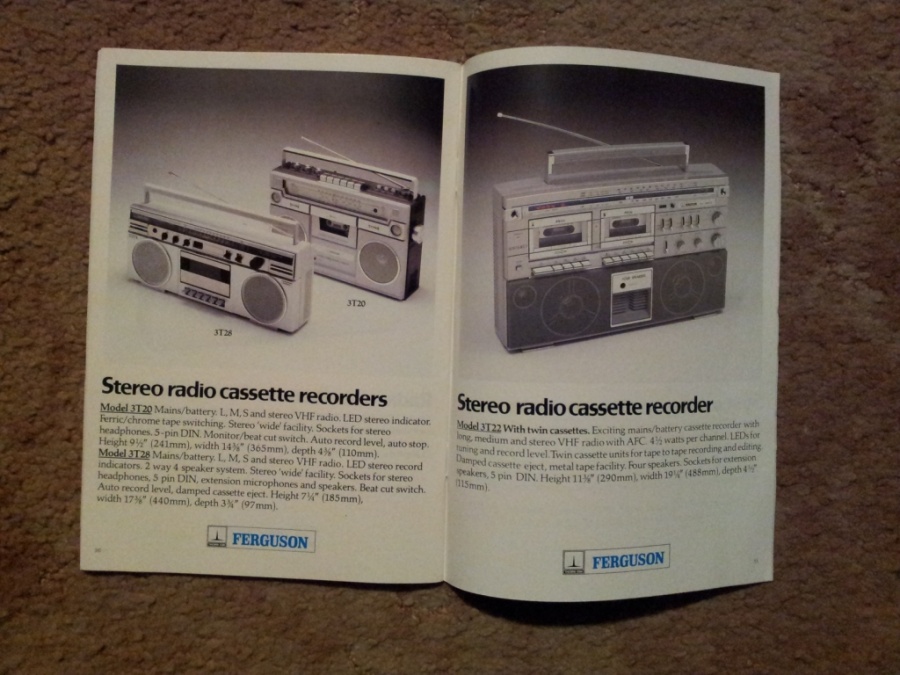 3T20
3T28
Stereo radio cassette recorders
Model 3T20 Mains/battery. L, M, S and stereo VHF radio. LED stereo indicator.
Ferric/chrome tape switching. Stereo 'wide' facility. Sockets for stereo
headphones, 5-pin DIN. Monitor/beat cut switch. Auto record level, auto stop.
Height 9½" (241mm), width 14⅜" (365mm), depth 4⅜" (110mm).
Model 3T28 Mains/battery. L, M, S and stereo VHF radio. LED stereo record
indicators. 2 way 4 speaker system. Stereo 'wide' facility. Sockets for stereo
headphones, 5 pin DIN, extension microphones and speakers. Beat cut switch.
Auto record level, damped cassette eject. Height 7¼" (185mm),
width 17⅜" (440mm), depth 3¾" (97mm).
FERGUSON
Stereo radio cassette recorder
Model 3T22 With twin cassettes. Exciting mains/battery cassette recorder with
long, medium and stereo VHF radio with AFC. 4½ watts per channel. LEDs for
tuning and record level. Twin cassette units for tape to tape recording and editing.
Damped cassette eject, metal tape facility. Four speakers. Sockets for extension
speakers, 5 pin DIN. Height 11⅜" (290mm), width 19¼" (488mm), depth 4½"
(115mm).
FERGUSON